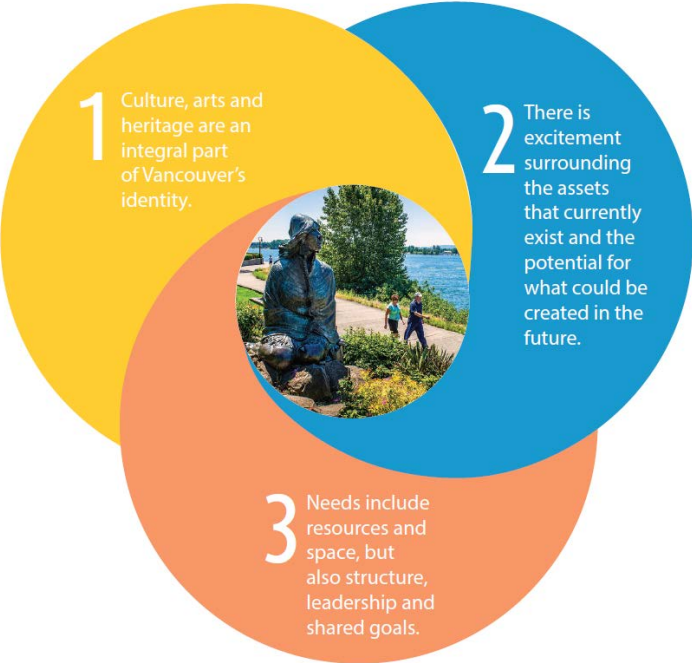 1
Culture, arts and
heritage are an
integral part
of Vancouver’s
identity.
2
There is
excitement
surrounding
the assets
that currently
exist and the
potential for
what could be
created in the
future.
3
Needs include
resources and
space, but
also structure,
leadership and
shared goals.